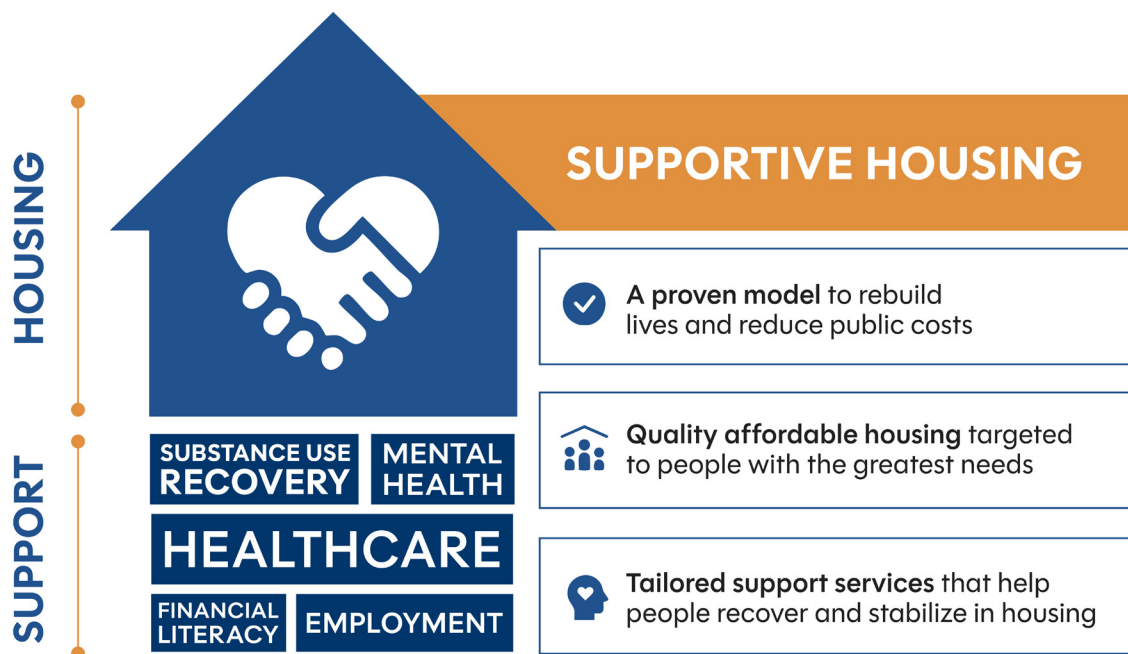 HOUSING
SUPPORTIVE HOUSING
A proven model to rebuild
lives and reduce public costs
Quality affordable housing targeted
to people with the greatest needs
Tailored support services that help
people recover and stabilize in housing
SUPPORT
SUBSTANCE USE
RECOVERY
MENTAL
HEALTH
HEALTHCARE
FINANCIAL
LITERACY
EMPLOYMENT